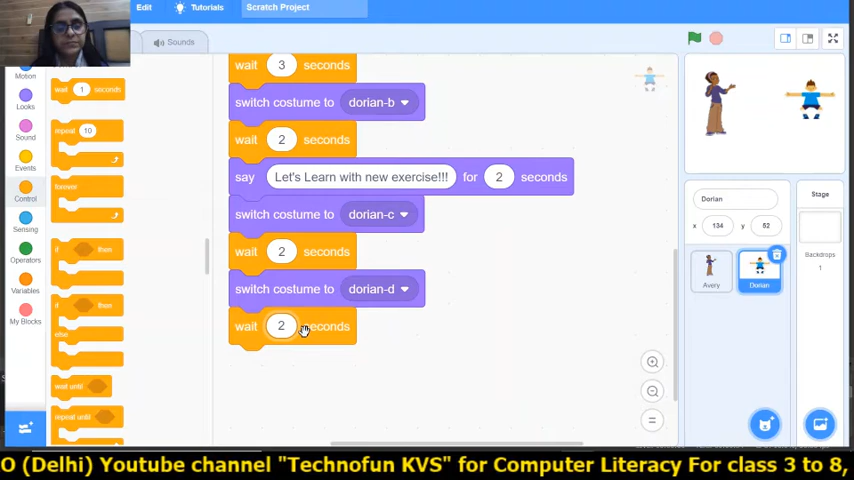 Edit Tutorials Scratch Project
Sounds
Motion
Looks
Sound
Events
Control
Sensing
Operators
Variables
My Blocks
wait 1 seconds
repeat 10
forever
if then
if then
else
wait until
repeat until
wait 3 seconds
switch costume to dorian-b
wait 2 seconds
say Let's Learn with new exercise!!! for 2 seconds
switch costume to dorian-c
wait 2 seconds
switch costume to dorian-d
wait 2 seconds
Dorian
x 134 y 52
Avery
Dorian
Stage
Backdrops
1
O (Delhi) Youtube channel "Technofun KVS" for Computer Literacy For class 3 to 8,